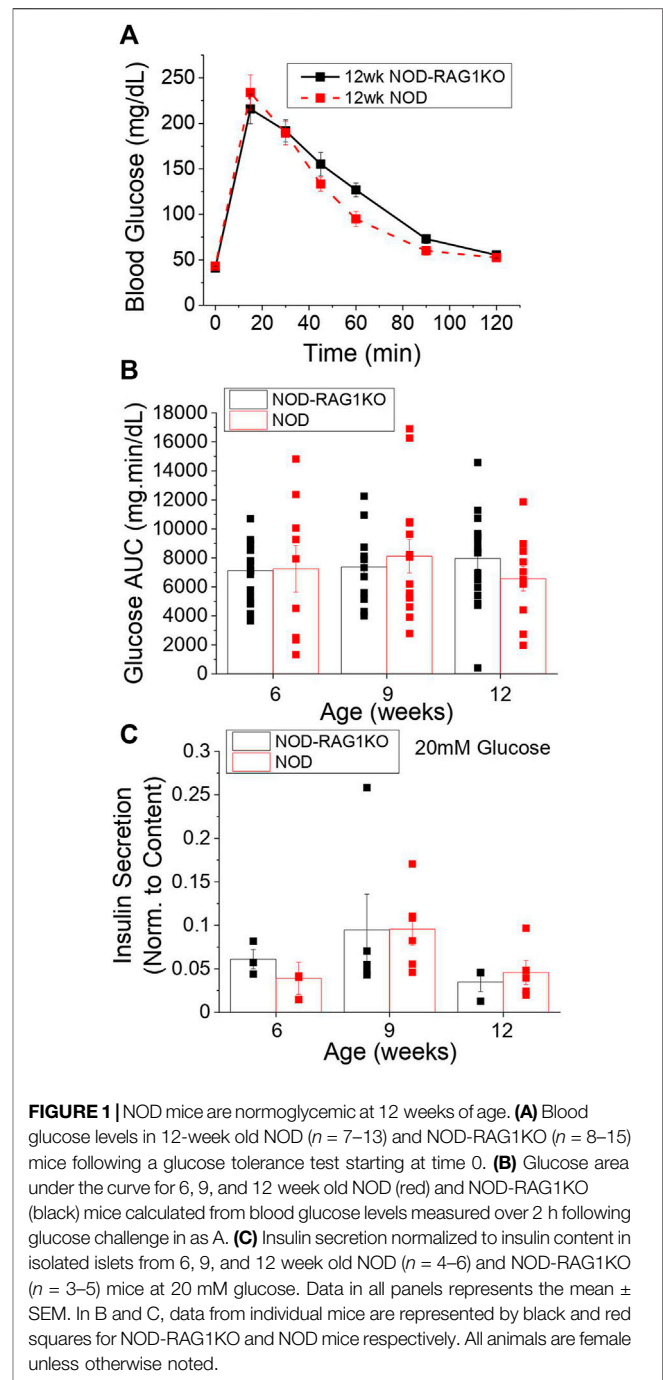 A
250
200
150
100
50
0
Blood Glucose (mg/dL)
12wk NOD-RAG1KO
12wk NOD
0 20 40 60 80 100 120
Time (min)
B
18000
16000
14000
12000
10000
8000
6000
4000
2000
0
Glucose AUC (mg.min/dL)
NOD-RAG1KO
NOD
6 9 12
Age (weeks)
C
0.3
0.25
0.2
0.15
0.1
0.05
0
Insulin Secretion
(Norm. to Content)
NOD-RAG1KO
NOD
20mM Glucose
6 9 12
Age (weeks)
FIGURE 1 | NOD mice are normoglycemic at 12 weeks of age. (A) Blood
glucose levels in 12-week old NOD (n = 7–13) and NOD-RAG1KO (n = 8–15)
mice following a glucose tolerance test starting at time 0. (B) Glucose area
under the curve for 6, 9, and 12 week old NOD (red) and NOD-RAG1KO
(black) mice calculated from blood glucose levels measured over 2 h following
glucose challenge in as A. (C) Insulin secretion normalized to insulin content in
isolated islets from 6, 9, and 12 week old NOD (n = 4–6) and NOD-RAG1KO
(n = 3–5) mice at 20 mM glucose. Data in all panels represents the mean ±
SEM. In B and C, data from individual mice are represented by black and red
squares for NOD-RAG1KO and NOD mice respectively. All animals are female
unless otherwise noted.